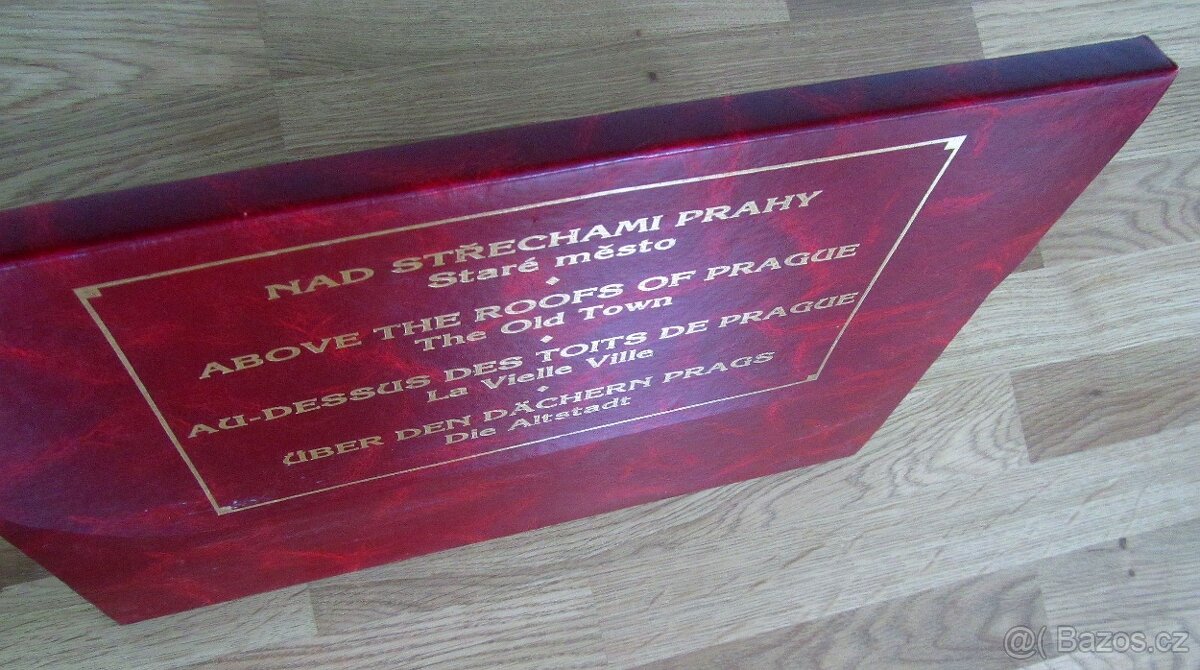 NAD STŘECHAMI PRAHY
Staré město
ABOVE THE ROOFS OF PRAGUE
The Old Town
AU-DESSUS DES TOITS DE PRAGUE
La Vielle Ville
ÜBER DEN DÄCHERN PRAGS
Die Altstadt
@( Bazos.cz